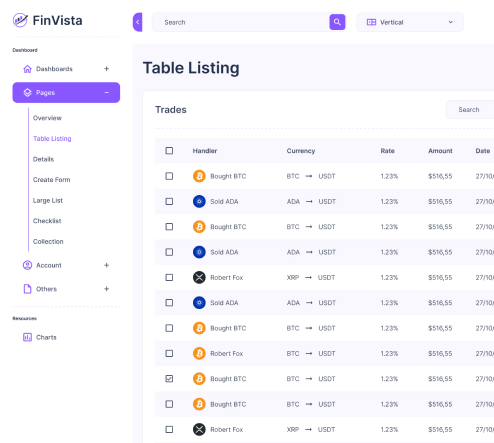 FinVista
Search
Vertical
Dashboard
Dashboards +
Pages −
Overview
Table Listing
Details
Create Form
Large List
Checklist
Collection
Account +
Others +
Resources
Charts
Table Listing
Trades
Search
Handler Currency Rate Amount Date
Bought BTC BTC → USDT 1.23% $516,55 27/10/
Sold ADA ADA → USDT 1.23% $516,55 27/10/
Bought BTC BTC → USDT 1.23% $516,55 27/10/
Sold ADA ADA → USDT 1.23% $516,55 27/10/
Robert Fox XRP → USDT 1.23% $516,55 27/10/
Sold ADA ADA → USDT 1.23% $516,55 27/10/
Bought BTC BTC → USDT 1.23% $516,55 27/10/
Robert Fox BTC → USDT 1.23% $516,55 27/10/
Bought BTC BTC → USDT 1.23% $516,55 27/10/
Bought BTC BTC → USDT 1.23% $516,55 27/10/
Robert Fox XRP → USDT 1.23% $516,55 27/10/